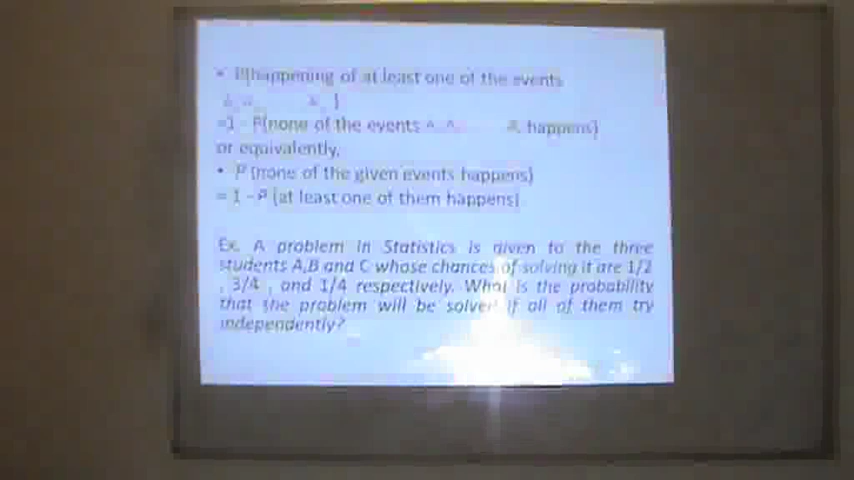 • P[happening of at least one of the events
]
=1 - P(none of the events happens)
or equivalently,
• P (none of the given events happens)
= 1 - P (at least one of them happens)
Ex. A problem in Statistics is given to the three
students A,B and C whose chances of solving it are 1/2
, 3/4 , and 1/4 respectively. What is the probability
that the problem will be solved if all of them try
independently?